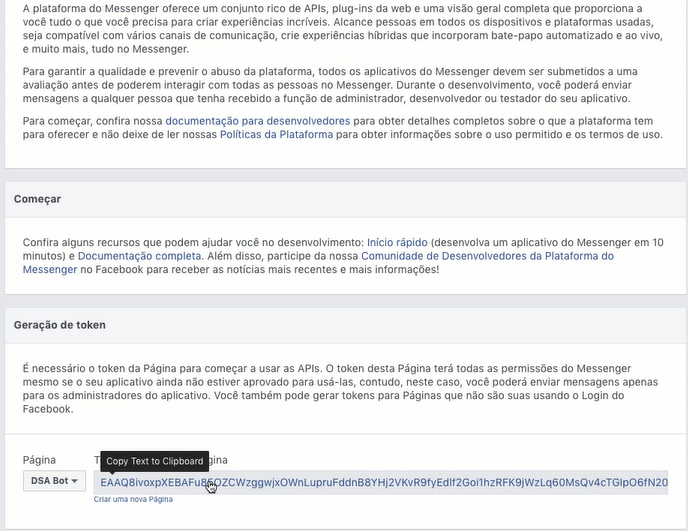 A plataforma do Messenger oferece um conjunto rico de APIs, plug-ins da web e uma visão geral completa que proporciona a
você tudo o que você precisa para criar experiências incríveis. Alcance pessoas em todos os dispositivos e plataformas usadas,
seja compatível com vários canais de comunicação, crie experiências híbridas que incorporam bate-papo automatizado e ao vivo,
e muito mais, tudo no Messenger.
Para garantir a qualidade e prevenir o abuso da plataforma, todos os aplicativos do Messenger devem ser submetidos a uma
avaliação antes de poderem interagir com todas as pessoas no Messenger. Durante o desenvolvimento, você poderá enviar
mensagens a qualquer pessoa que tenha recebido a função de administrador, desenvolvedor ou testador do seu aplicativo.
Para começar, confira nossa documentação para desenvolvedores para obter detalhes completos sobre o que a plataforma tem
para oferecer e não deixe de ler nossas Políticas da Plataforma para obter informações sobre o uso permitido e os termos de uso.
Começar
Confira alguns recursos que podem ajudar você no desenvolvimento: Início rápido (desenvolva um aplicativo do Messenger em 10
minutos) e Documentação completa. Além disso, participe da nossa Comunidade de Desenvolvedores da Plataforma do
Messenger no Facebook para receber as notícias mais recentes e mais informações!
Geração de token
É necessário o token da Página para começar a usar as APIs. O token desta Página terá todas as permissões do Messenger
mesmo se o seu aplicativo ainda não estiver aprovado para usá-las, contudo, neste caso, você poderá enviar mensagens apenas
para os administradores do aplicativo. Você também pode gerar tokens para Páginas que não são suas usando o Login do
Facebook.
Página
Copy Text to Clipboard
DSA Bot
Criar uma nova Página